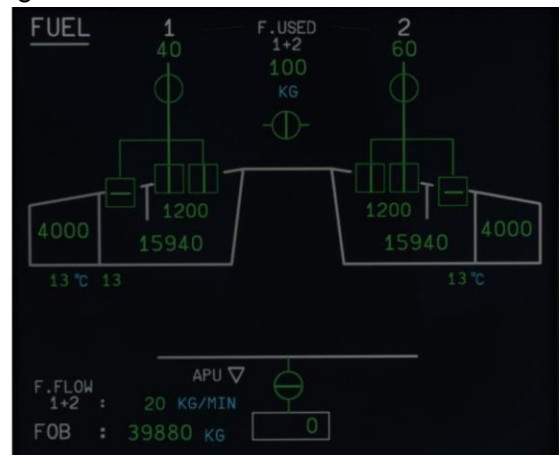 FUEL 1 F.USED 2
40 1+2 60
100
KG
1200 1200
4000 15940 15940 4000
13 °C 13 13 °C
APU
F.FLOW
1+2 : 20 KG/MIN
FOB : 39880 KG 0